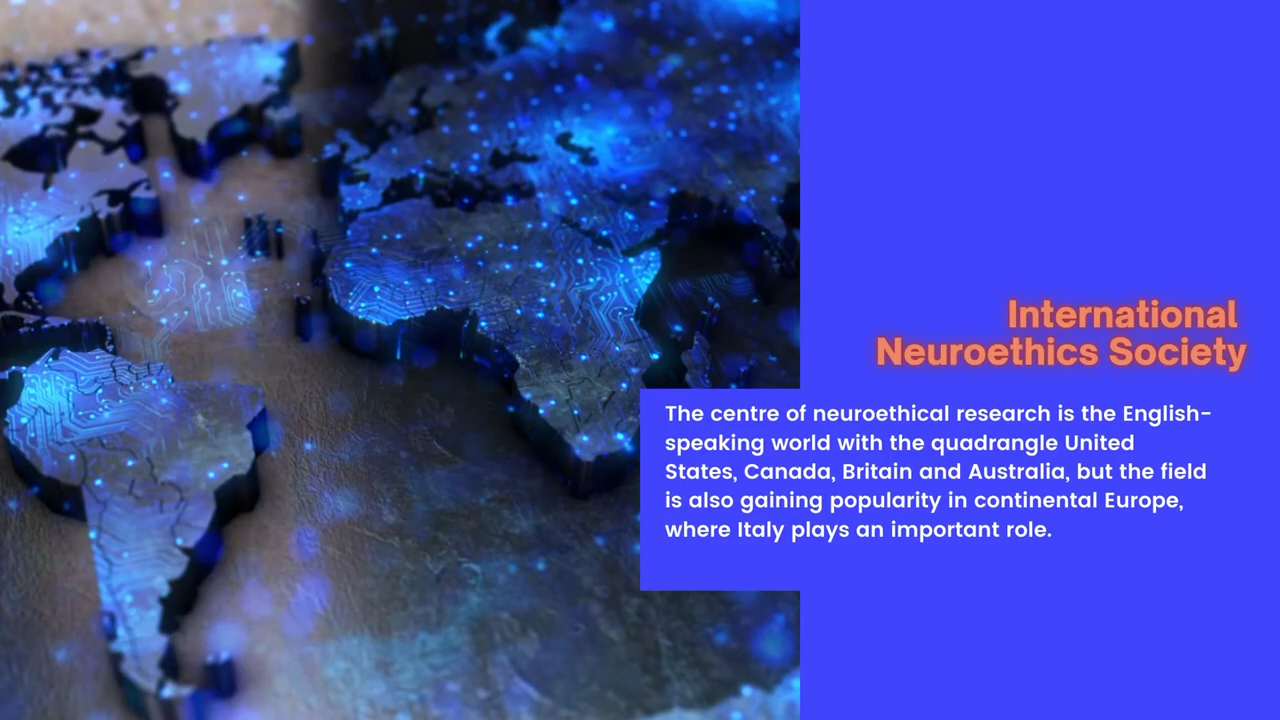 International
Neuroethics Society
The centre of neuroethical research is the English-
speaking world with the quadrangle United
States, Canada, Britain and Australia, but the field
is also gaining popularity in continental Europe,
where Italy plays an important role.